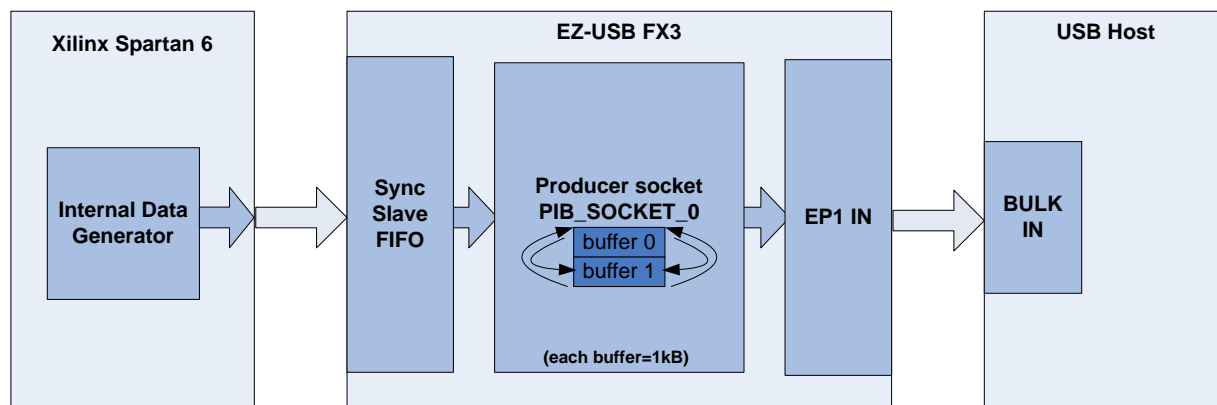 Xilinx Spartan 6
Internal Data
Generator
EZ-USB FX3
Sync
Slave
FIFO
Producer socket
PIB_SOCKET_0
buffer 0
buffer 1
(each buffer=1kB)
EP1 IN
USB Host
BULK
IN